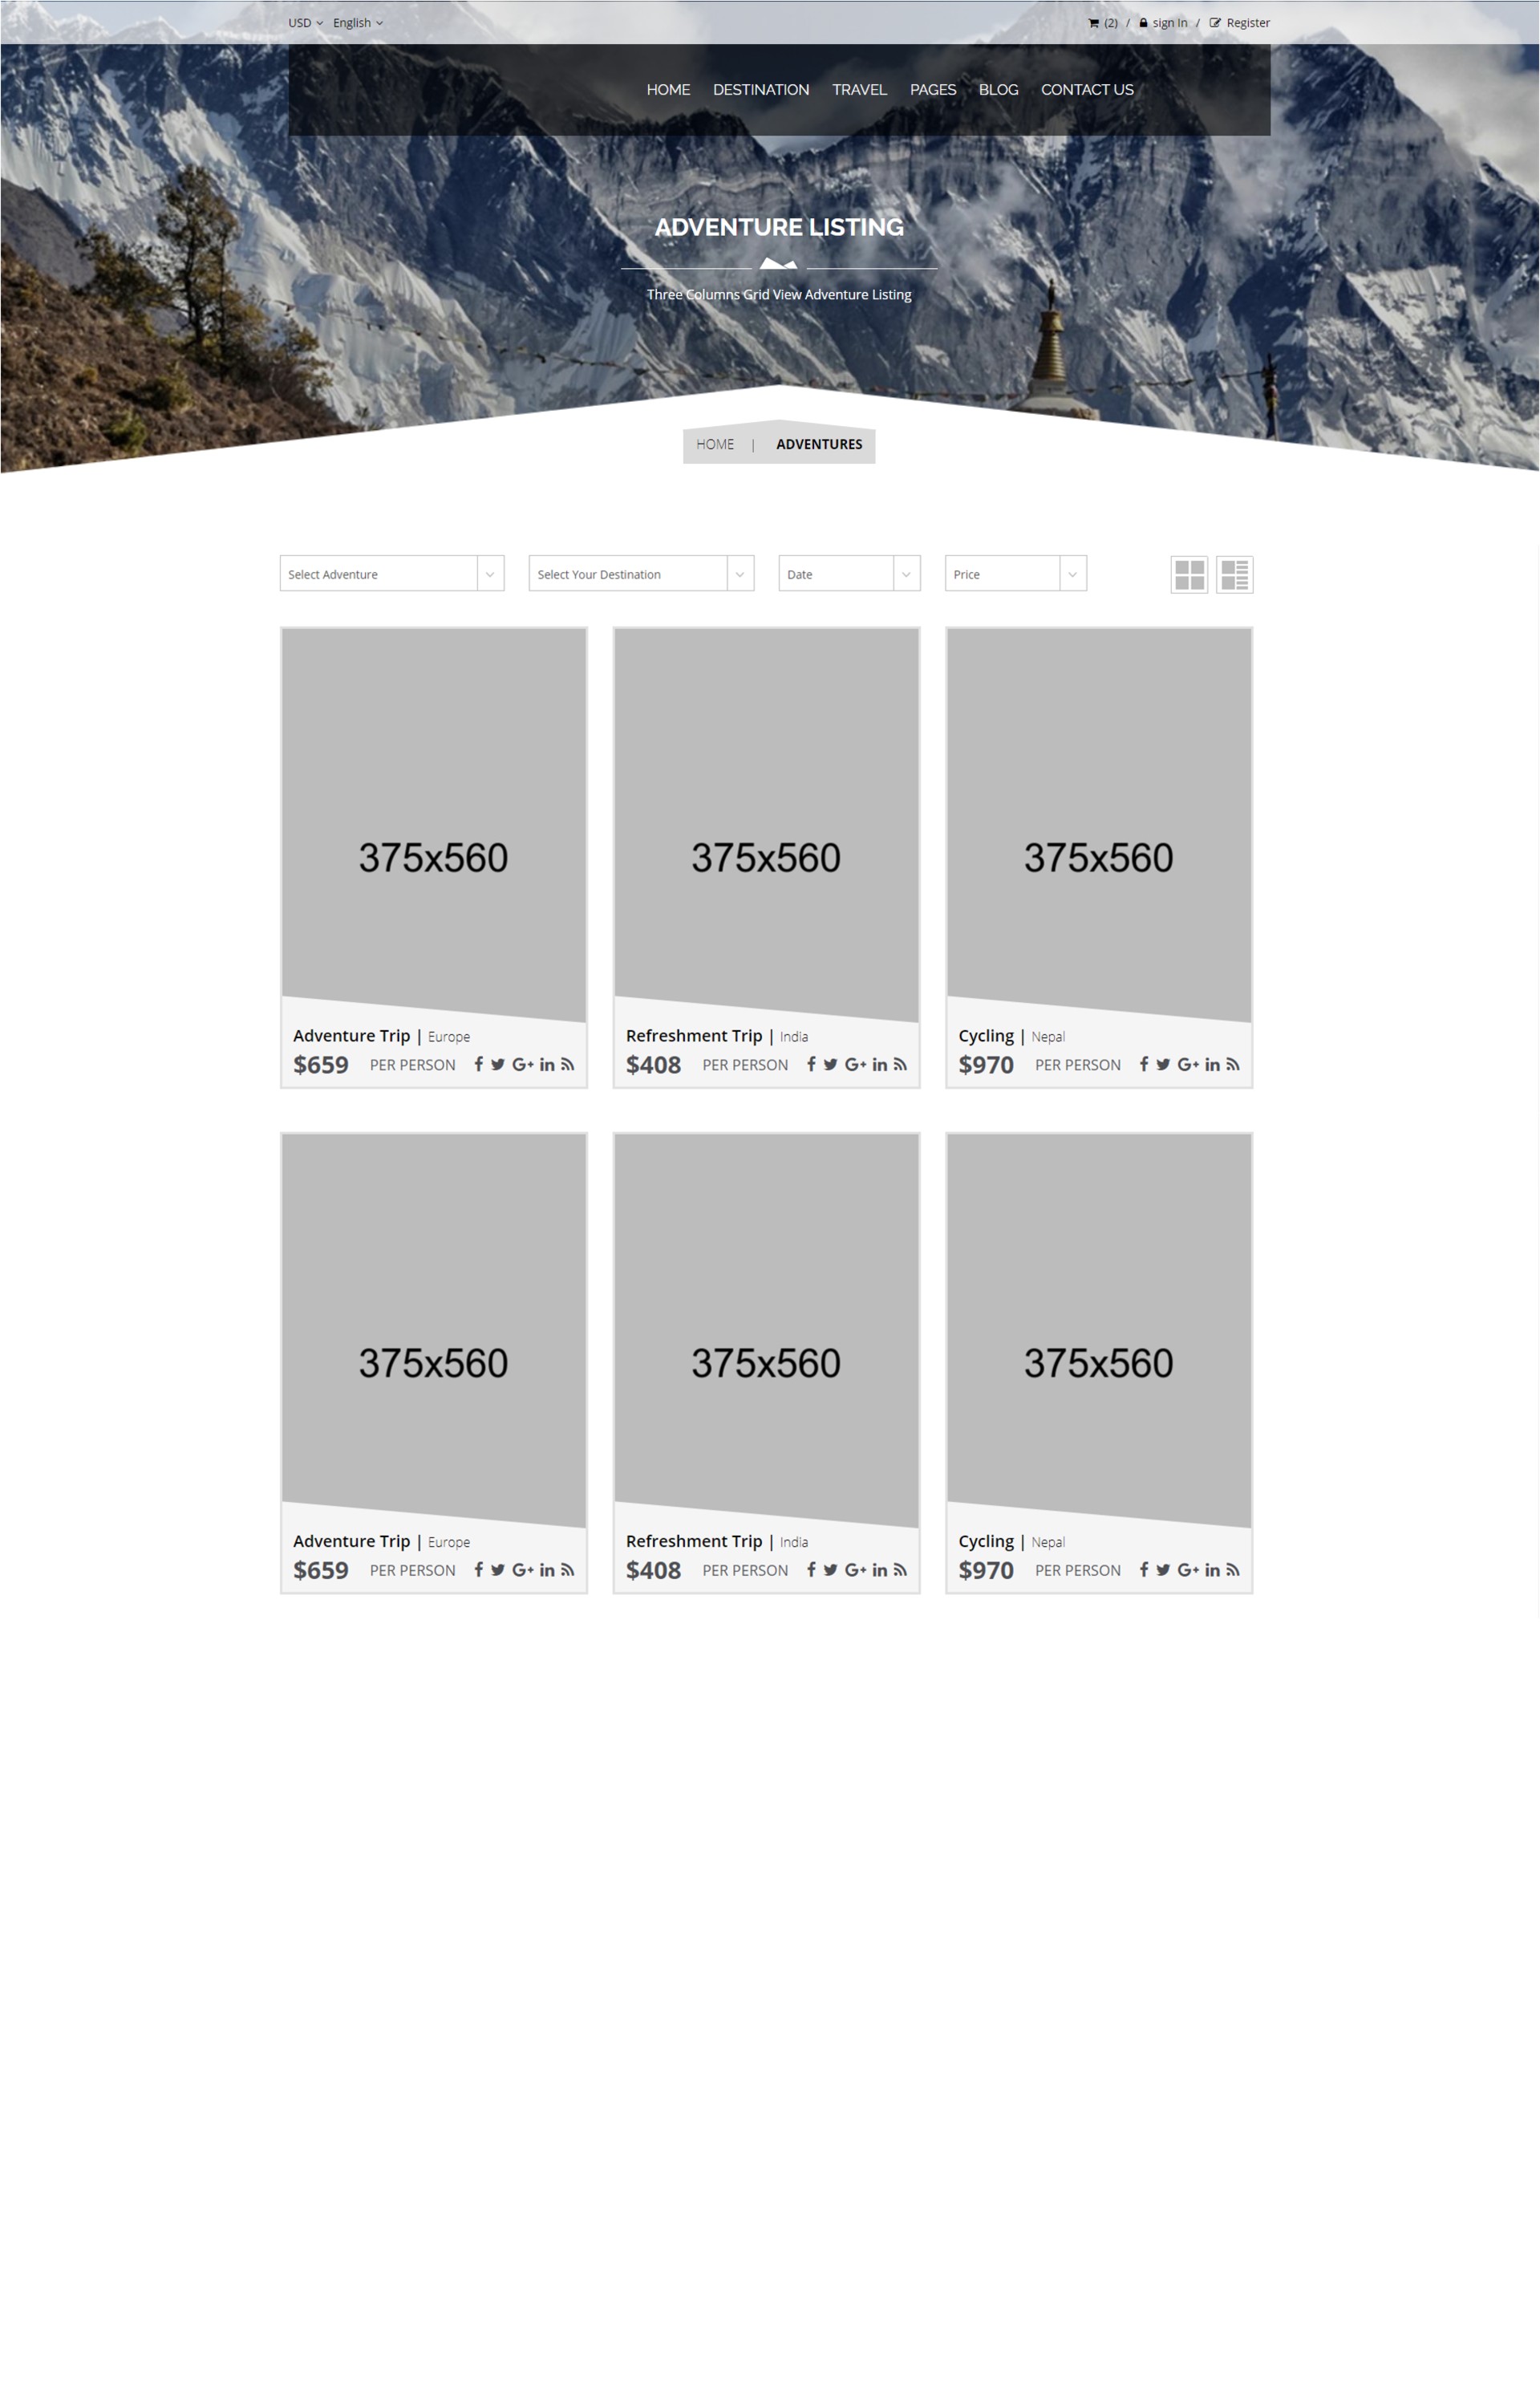 USD English (2) / sign In / Register
HOME DESTINATION TRAVEL PAGES BLOG CONTACT US
ADVENTURE LISTING
Three Columns Grid View Adventure Listing
HOME | ADVENTURES
Select Adventure Select Your Destination Date Price
375x560 375x560 375x560
Adventure Trip | Europe Refreshment Trip | India Cycling | Nepal
$659 PER PERSON G+ in $408 PER PERSON G+ in $970 PER PERSON G+ in
375x560 375x560 375x560
Adventure Trip | Europe Refreshment Trip | India Cycling | Nepal
$659 PER PERSON G+ in $408 PER PERSON G+ in $970 PER PERSON G+ in